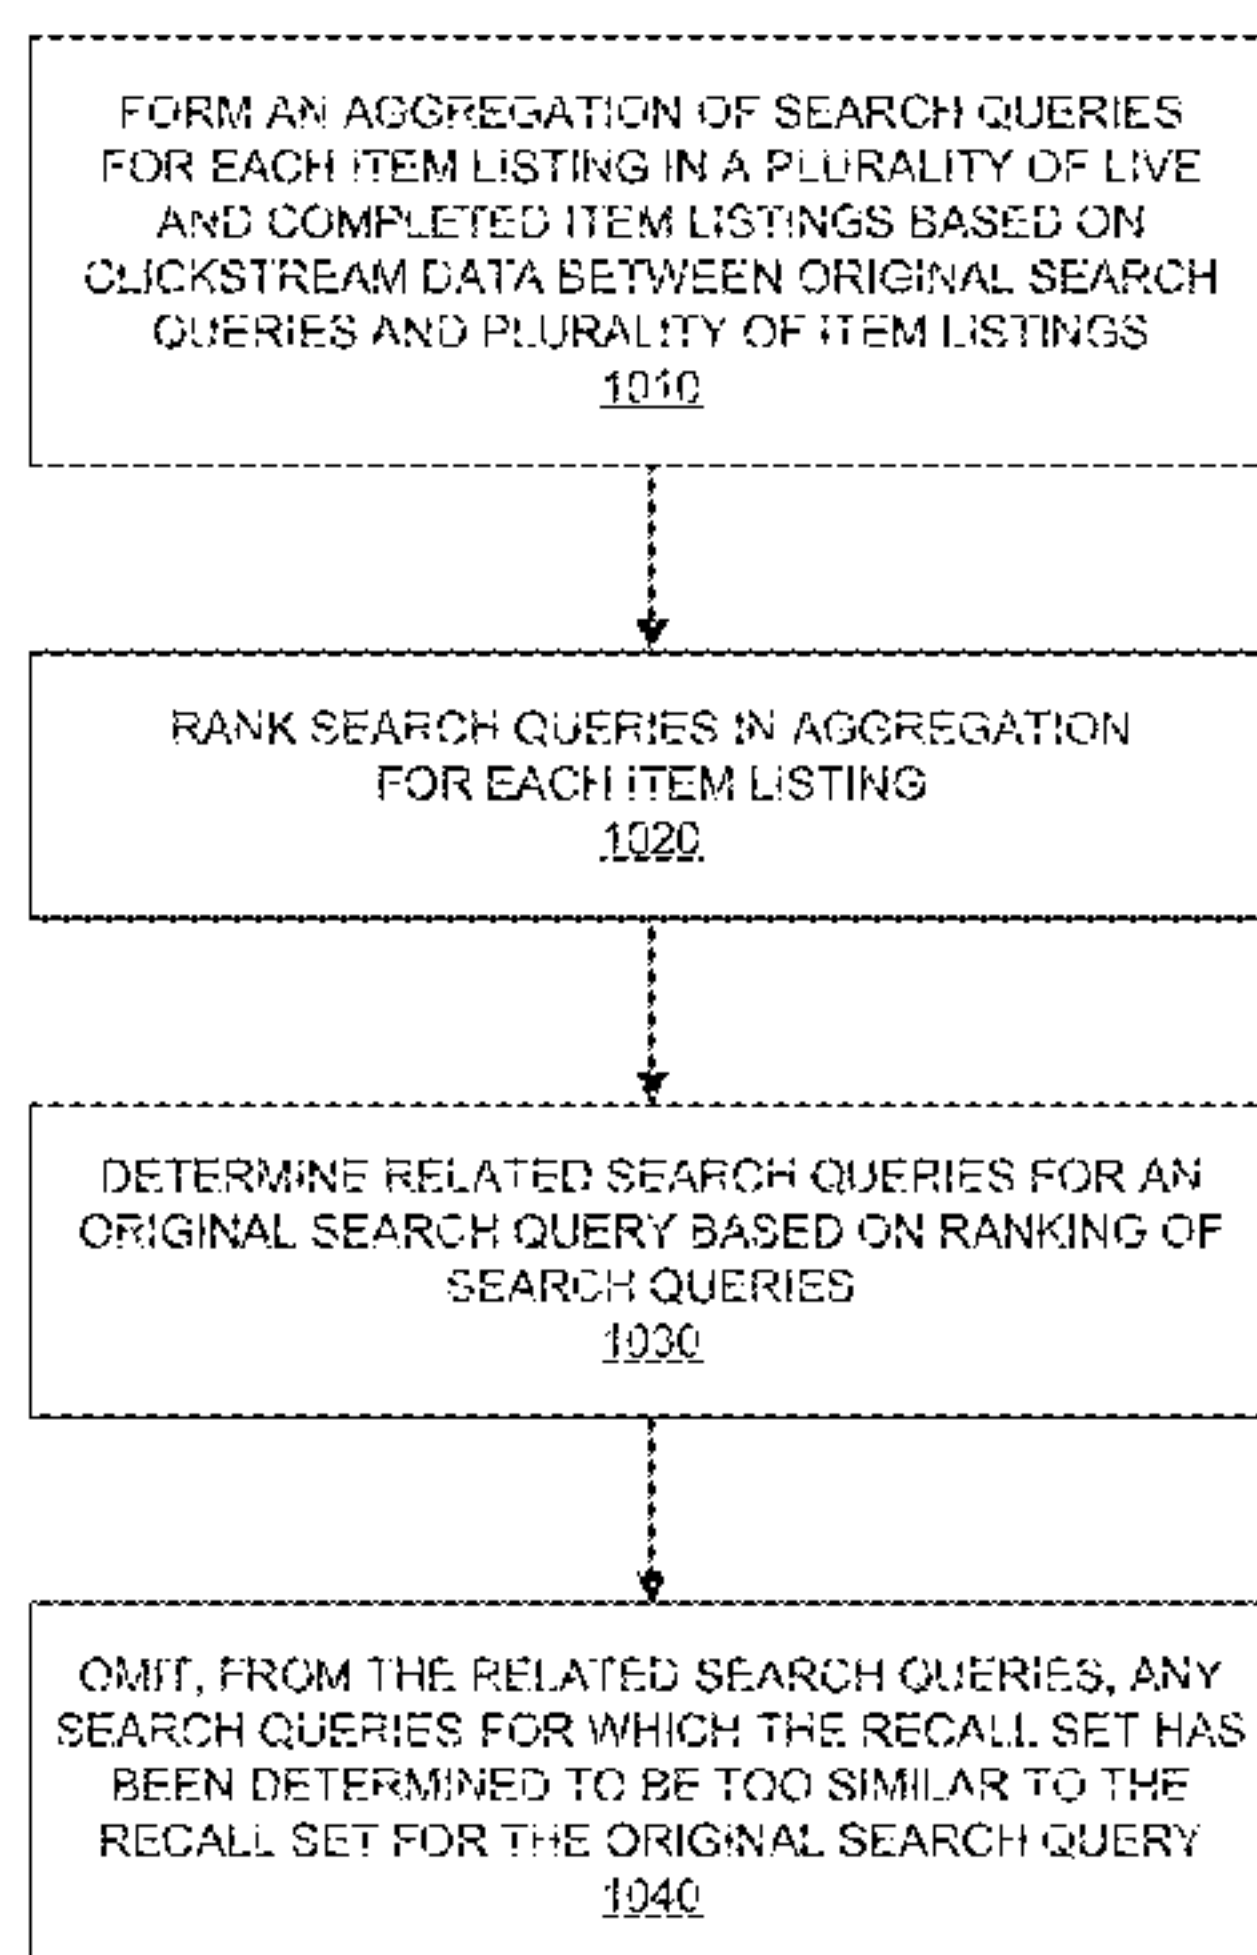 FORM AN AGGREGATION OF SEARCH QUERIES
FOR EACH ITEM LISTING IN A PLURALITY OF LIVE
AND COMPLETED ITEM LISTINGS BASED ON
CLICKSTREAM DATA BETWEEN ORIGINAL SEARCH
QUERIES AND PLURALITY OF ITEM LISTINGS
1010
RANK SEARCH QUERIES IN AGGREGATION
FOR EACH ITEM LISTING
1020
DETERMINE RELATED SEARCH QUERIES FOR AN
ORIGINAL SEARCH QUERY BASED ON RANKING OF
SEARCH QUERIES
1030
OMIT, FROM THE RELATED SEARCH QUERIES, ANY
SEARCH QUERIES FOR WHICH THE RECALL SET HAS
BEEN DETERMINED TO BE TOO SIMILAR TO THE
RECALL SET FOR THE ORIGINAL SEARCH QUERY
1040